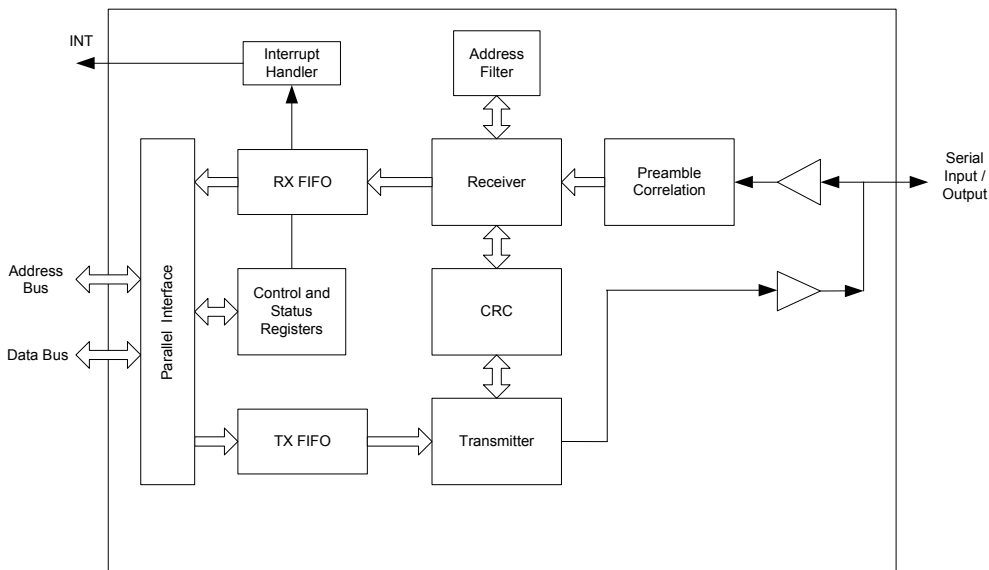 INT
Interrupt
Handler
Address
Filter
RX FIFO
Receiver
Preamble
Correlation
Serial
Input /
Output
Address
Bus
Parallel Interface
Control and
Status
Registers
CRC
Data Bus
TX FIFO
Transmitter